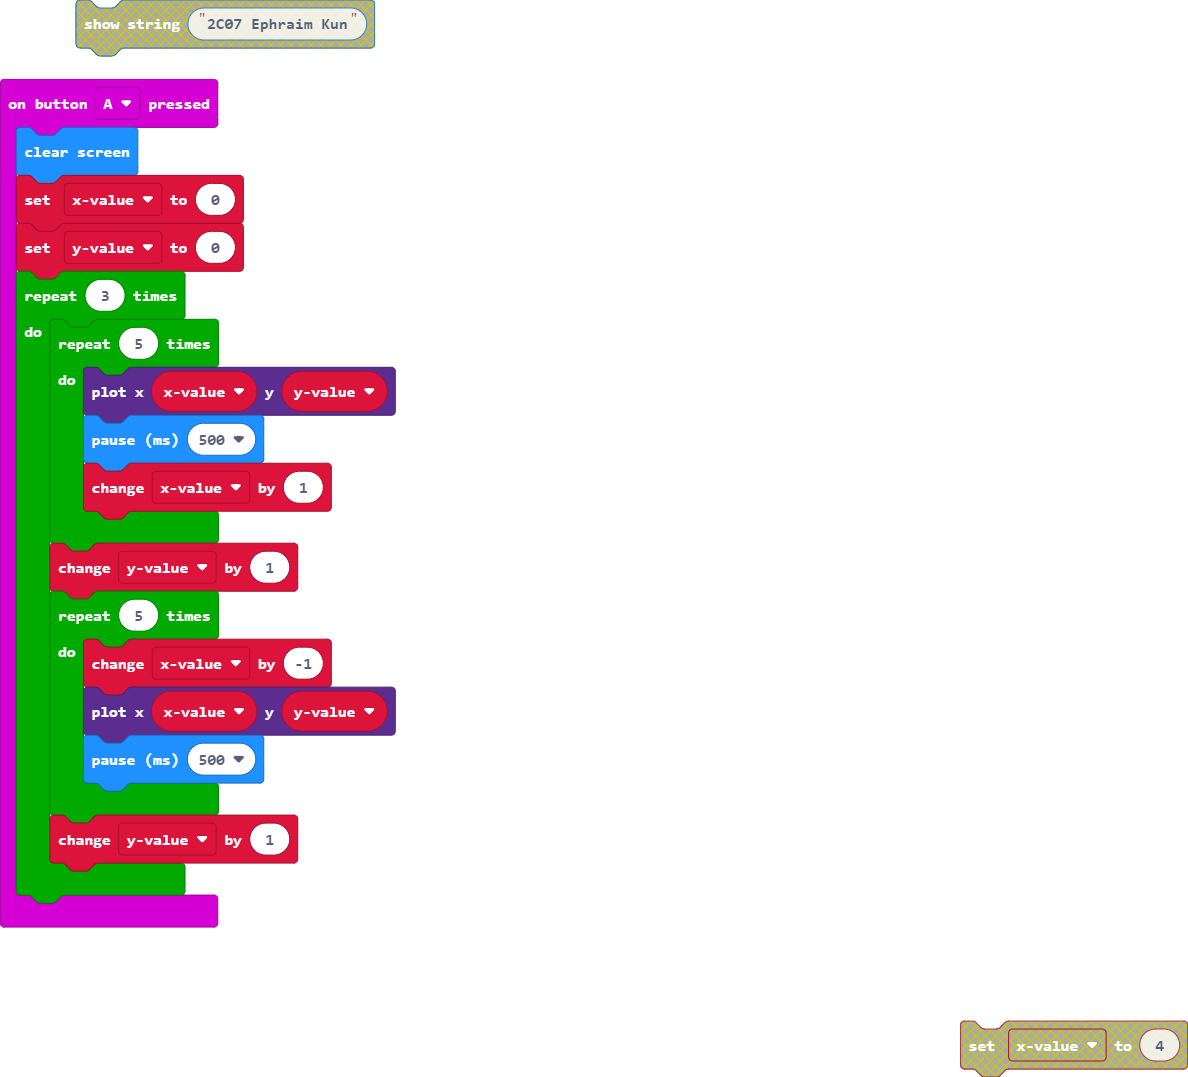 show string "2C07 Ephraim Kun"
on button A pressed
clear screen
set x-value to 0
set y-value to 0
repeat 3 times
do
repeat 5 times
do
plot x x-value y y-value
pause (ms) 500
change x-value by 1
change y-value by 1
repeat 5 times
do
change x-value by -1
plot x x-value y y-value
pause (ms) 500
change y-value by 1
set x-value to 4